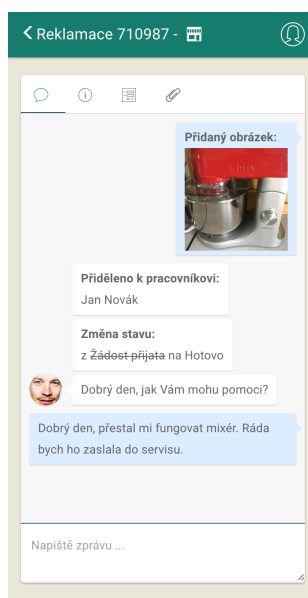 Reklamace 710987 -
Přidaný obrázek:
Přiděleno k pracovníkovi:
Jan Novák
Změna stavu:
z Žádost přijata na Hotovo
Dobrý den, jak Vám mohu pomoci?
Dobrý den, přestal mi fungovat mixér. Ráda
bych ho zaslala do servisu.
Napiště zprávu ...